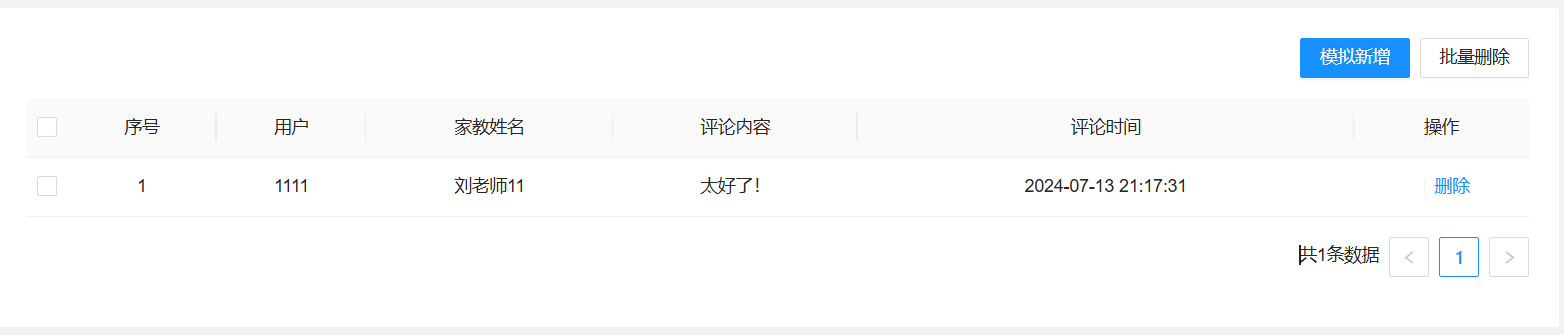 模拟新增 批量删除
序号 用户 家教姓名 评论内容 评论时间 操作
1 1111 刘老师11 太好了! 2024-07-13 21:17:31 删除
共1条数据 < 1 >